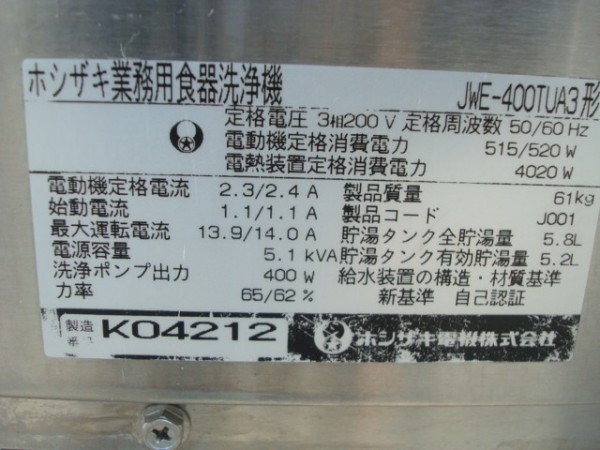 ホシザキ業務用食器洗浄機 JWE-400TUA3形
定格電圧 3相200V 定格周波数 50/60Hz
電動機定格消費電力 515/520W
電熱装置定格消費電力 4020W
電動機定格電流 2.3/2.4A 製品質量 61kg
始動電流 1.1/1.1A 製品コード J001
最大運転電流 13.9/14.0A 貯湯タンク全貯湯量 5.8L
電源容量 5.1kVA 貯湯タンク有効貯湯量 5.2L
洗浄ポンプ出力 400W 給水装置の構造・材質基準
力率 65/62% 新基準 自己認証
製造 K04212 ホシザキ電機株式会社